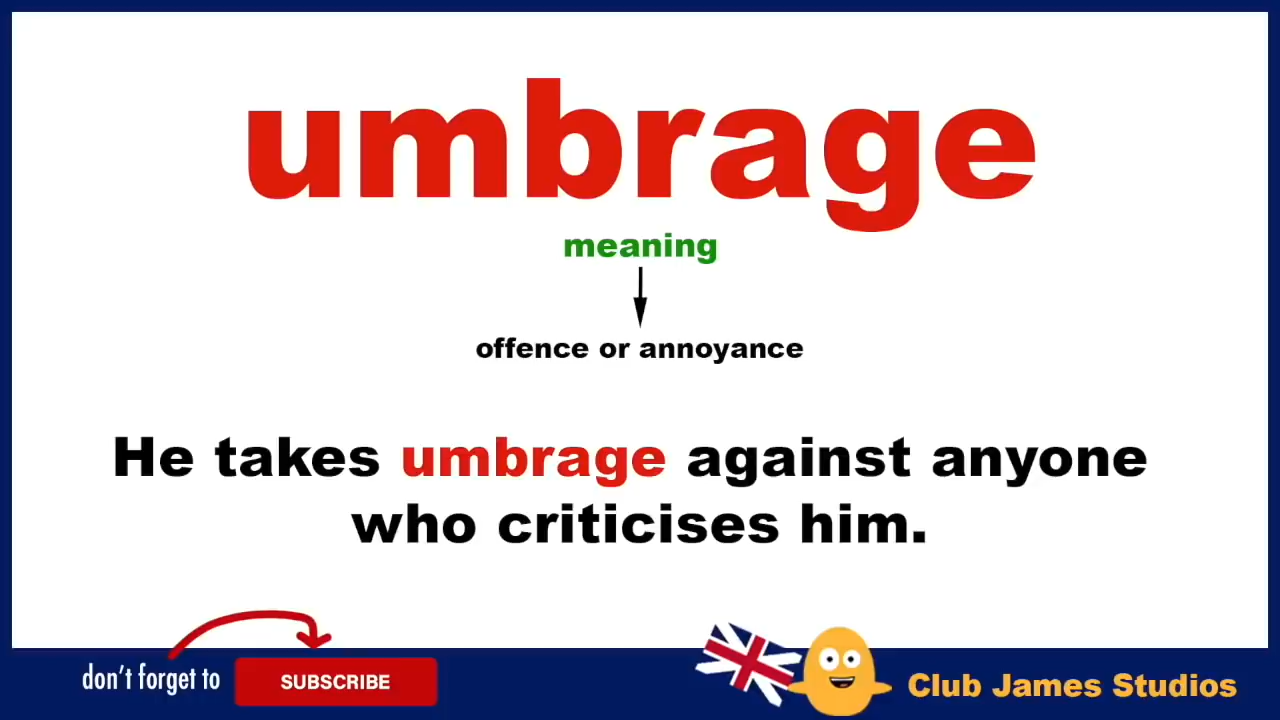 umbrage
meaning
offence or annoyance
He takes umbrage against anyone
who criticises him.
don't forget to
SUBSCRIBE
Club James Studios